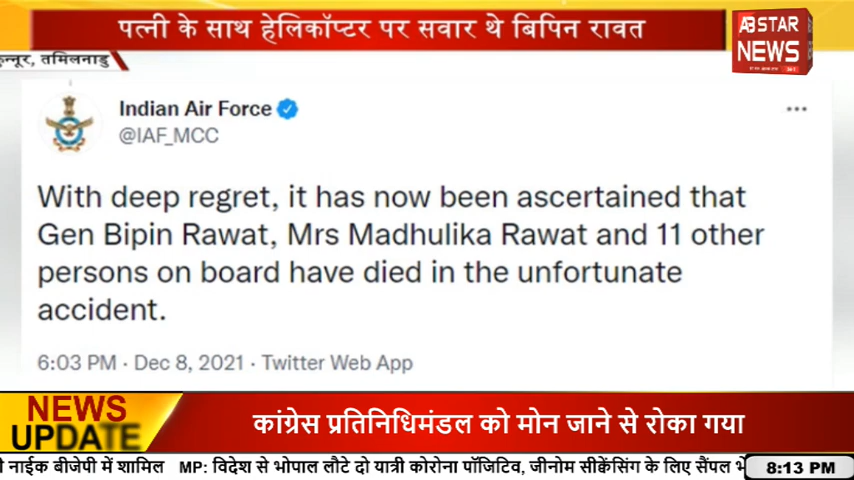 पत्नी के साथ हेलिकॉप्टर पर सवार थे बिपिन रावत
AB STAR
NEWS
तमिलनाडु
Indian Air Force
@IAF_MCC
With deep regret, it has now been ascertained that
Gen Bipin Rawat, Mrs Madhulika Rawat and 11 other
persons on board have died in the unfortunate
accident.
6:03 PM · Dec 8, 2021 · Twitter Web App
NEWS
UPDATE
कांग्रेस प्रतिनिधिमंडल को मोन जाने से रोका गया
नाईक बीजेपी में शामिल MP: विदेश से भोपाल लौटे दो यात्री कोरोना पॉजिटिव, जीनोम सीक्वेंसिंग के लिए सैंपल
8:13 PM